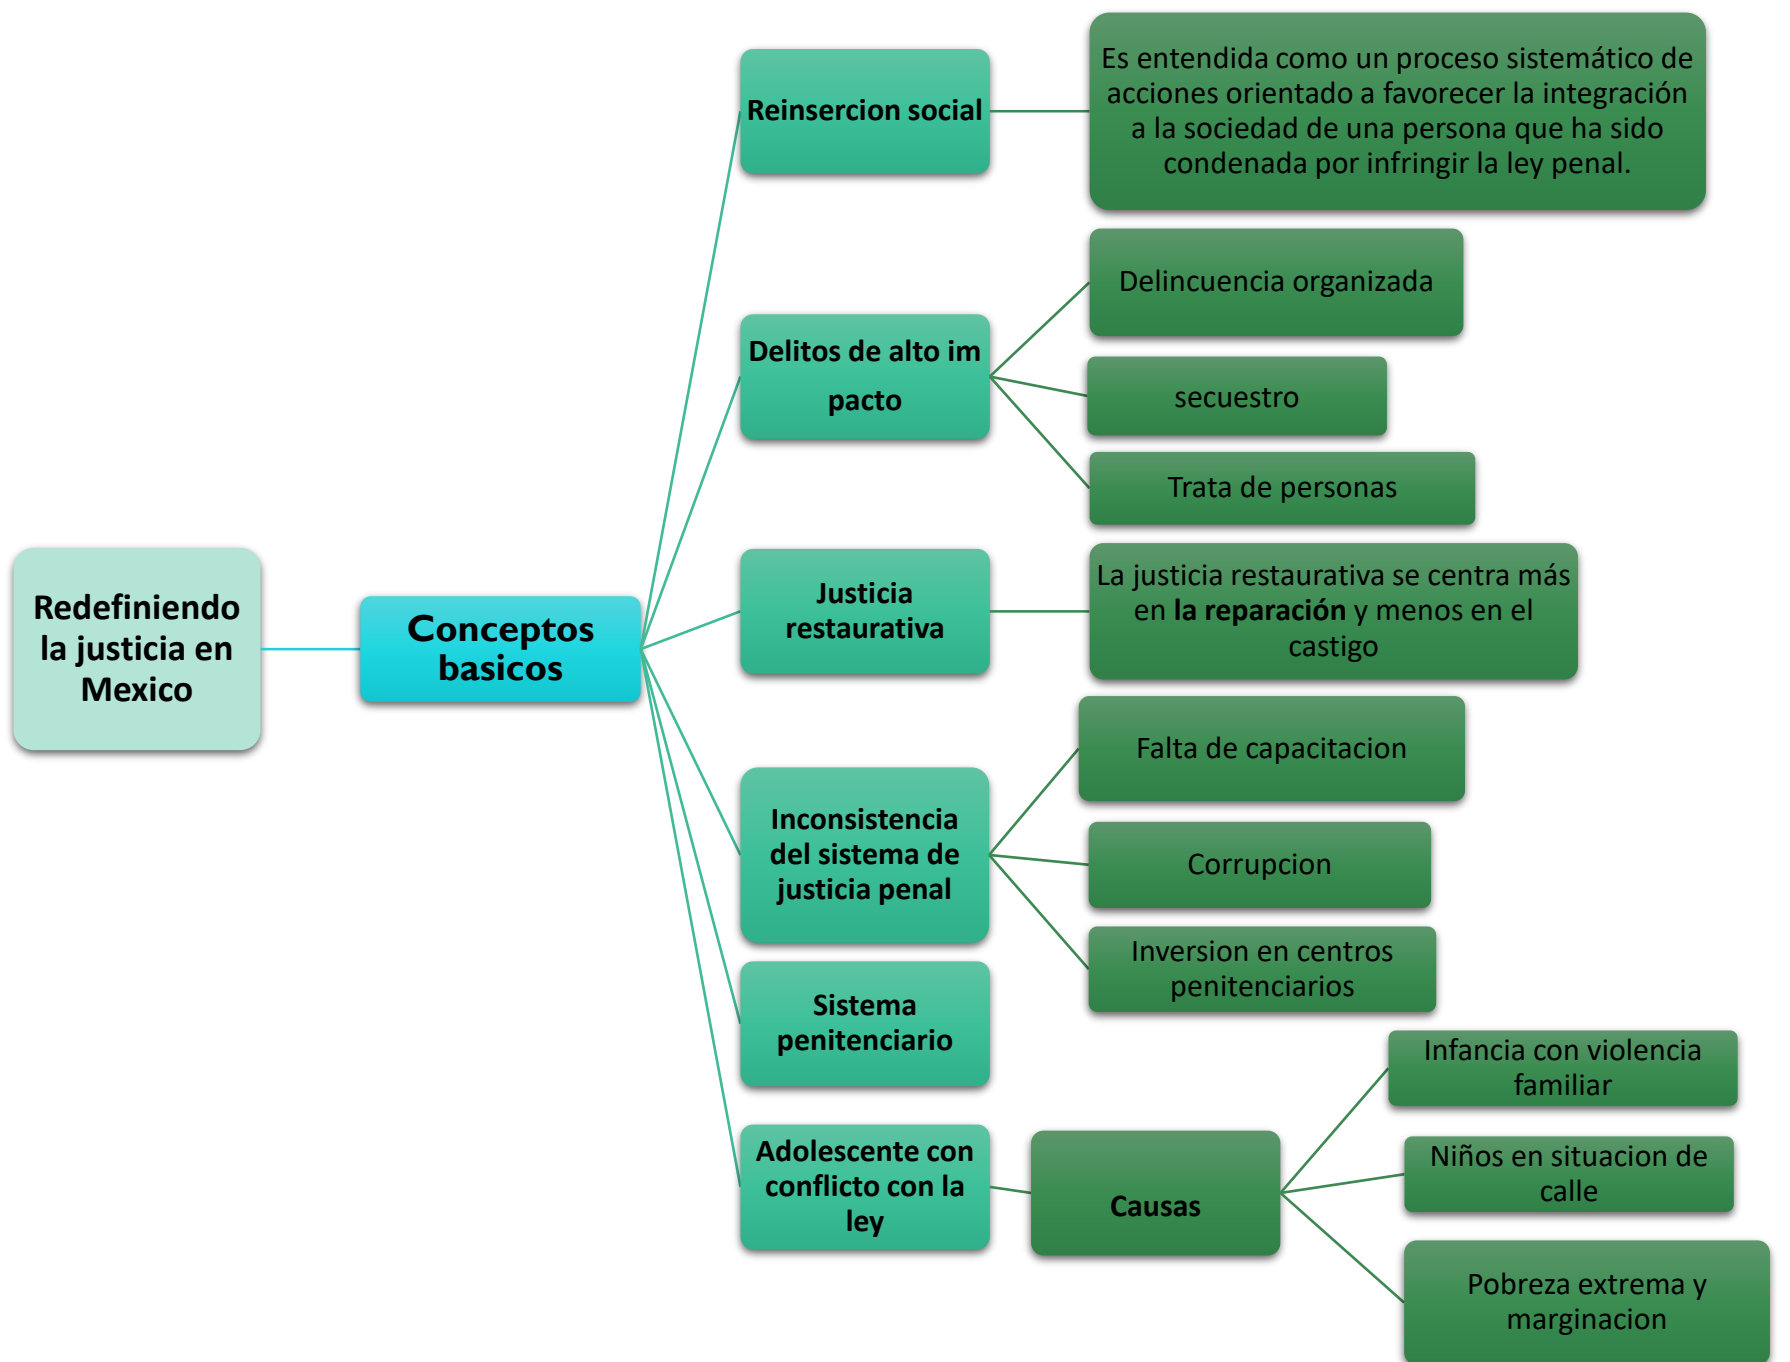 Redefiniendo
la justicia en
Mexico
Conceptos
basicos
Reinsercion social
Es entendida como un proceso sistemático de
acciones orientado a favorecer la integración
a la sociedad de una persona que ha sido
condenada por infringir la ley penal.
Delitos de alto im
pacto
Delincuencia organizada
secuestro
Trata de personas
Justicia
restaurativa
La justicia restaurativa se centra más
en la reparación y menos en el
castigo
Inconsistencia
del sistema de
justicia penal
Falta de capacitacion
Corrupcion
Inversion en centros
penitenciarios
Sistema
penitenciario
Adolescente con
conflicto con la
ley
Causas
Infancia con violencia
familiar
Niños en situacion de
calle
Pobreza extrema y
marginacion